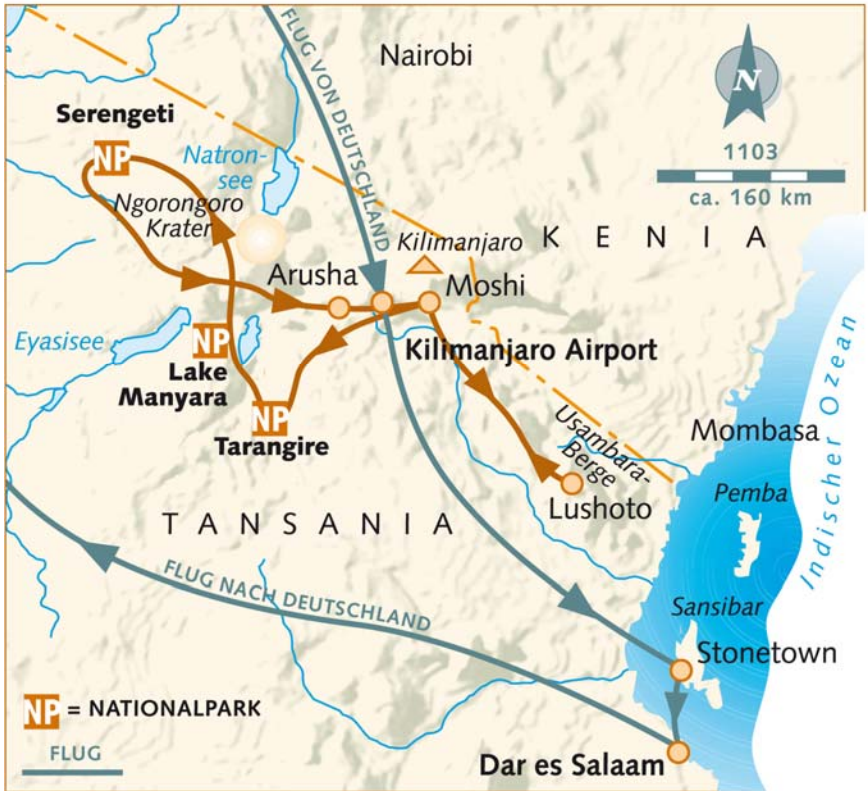 FLUG VON DEUTSCHLAND
Nairobi
N
1103
ca. 160 km
Serengeti
NP
Natron-
see
Ngorongoro
Krater
Kilimanjaro
KENIA
Arusha
Moshi
Eyasisee
NP
Lake
Manyara
Kilimanjaro Airport
NP
Tarangire
Usambara-
Berge
Lushoto
Mombasa
Pemba
Indischer Ozean
TANSANIA
FLUG NACH DEUTSCHLAND
Sansibar
Stonetown
NP = NATIONALPARK
FLUG
Dar es Salaam